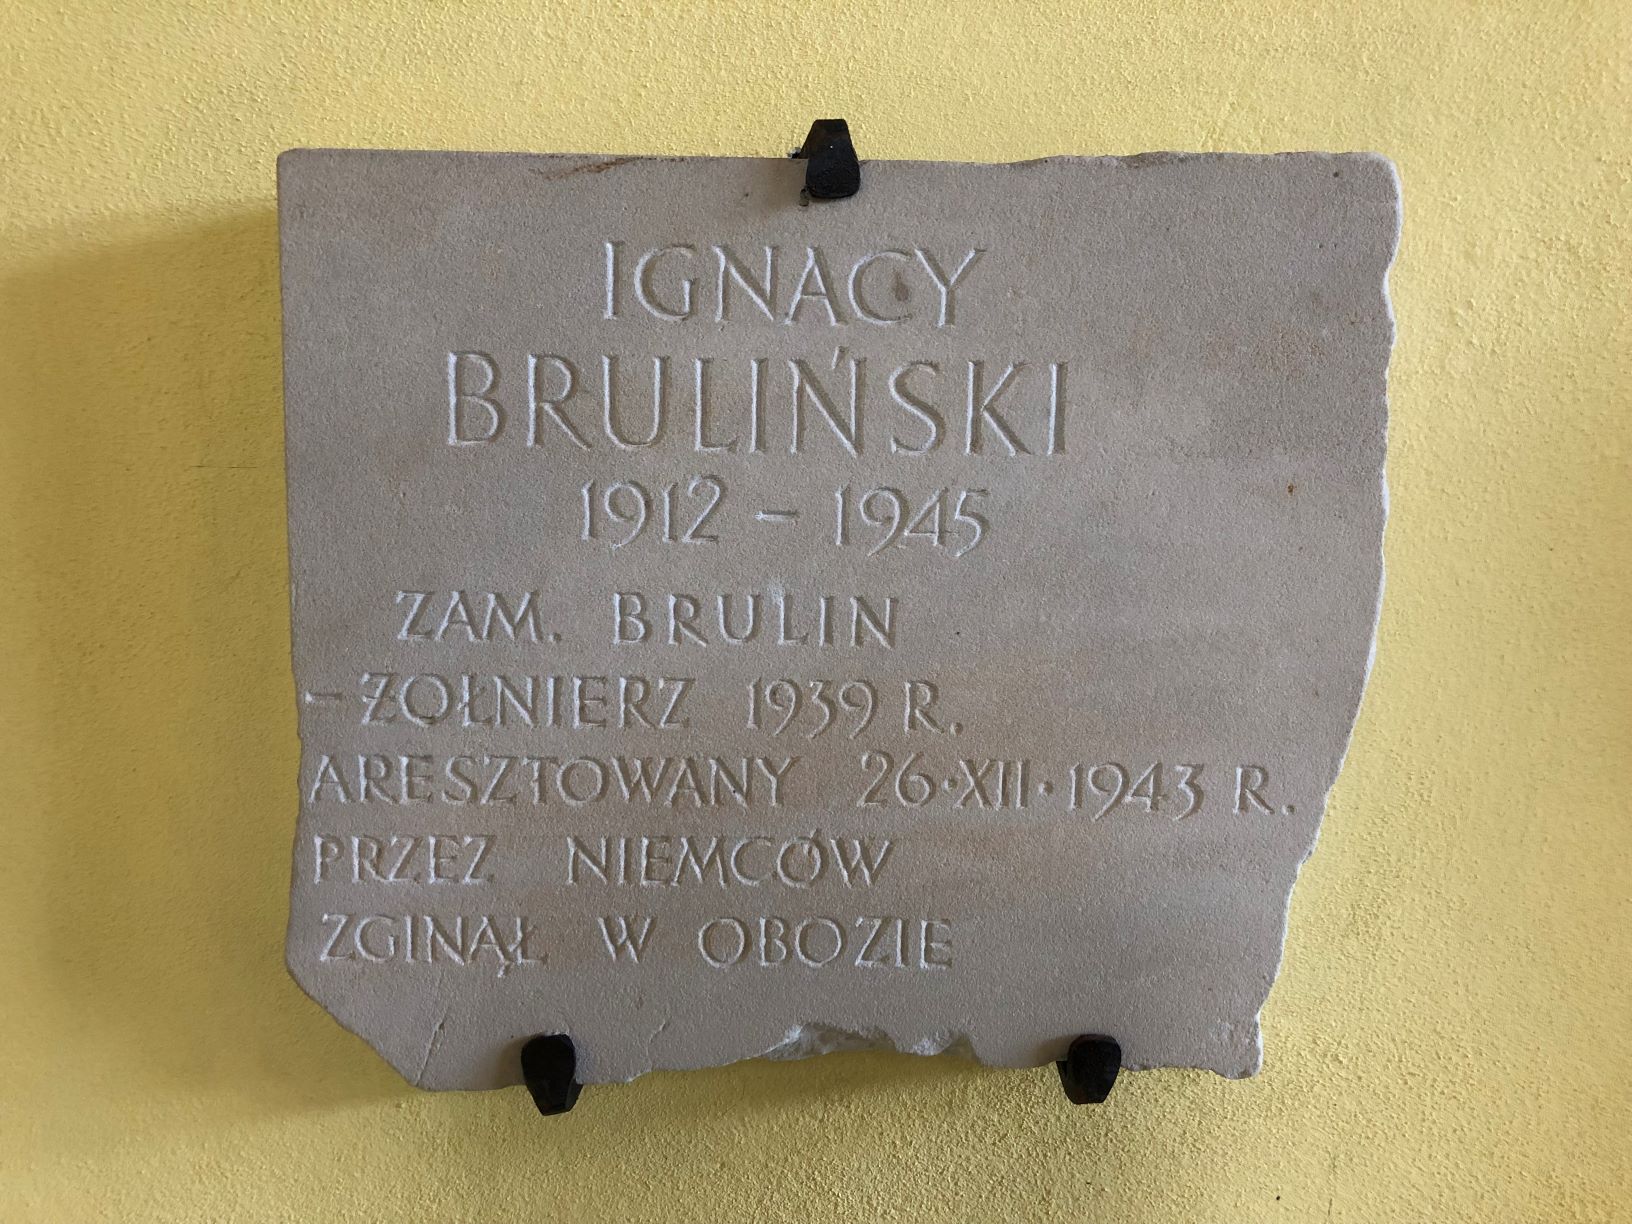 IGNACY
BRULIŃSKI
1912 – 1945
ZAM. BRULIN
– ŻOŁNIERZ 1939 R.
ARESZTOWANY 26·XII·1943 R.
PRZEZ NIEMCÓW
ZGINĄŁ W OBOZIE